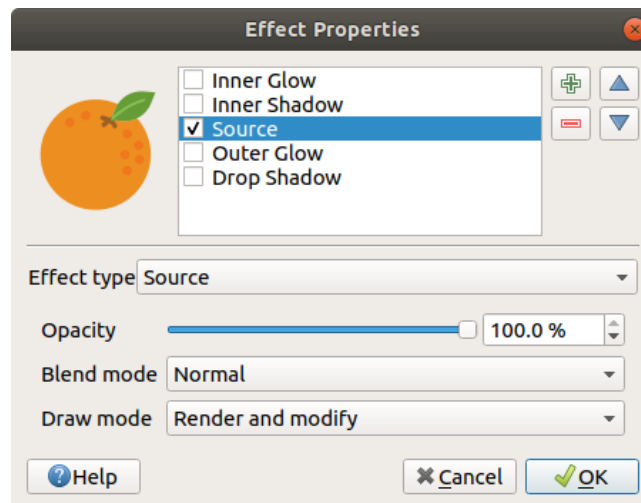 Effect Properties
Inner Glow
Inner Shadow
Source
Outer Glow
Drop Shadow
Effect type Source
Opacity 100.0 %
Blend mode Normal
Draw mode Render and modify
Help Cancel OK